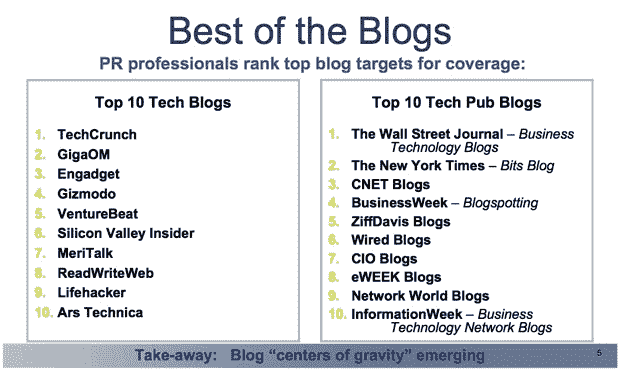 Best of the Blogs
PR professionals rank top blog targets for coverage:
Top 10 Tech Blogs
1. TechCrunch
2. GigaOM
3. Engadget
4. Gizmodo
5. VentureBeat
6. Silicon Valley Insider
7. MeriTalk
8. ReadWriteWeb
9. Lifehacker
10. Ars Technica
Top 10 Tech Pub Blogs
1. The Wall Street Journal – Business
Technology Blogs
2. The New York Times – Bits Blog
3. CNET Blogs
4. BusinessWeek – Blogspotting
5. ZiffDavis Blogs
6. Wired Blogs
7. CIO Blogs
8. eWEEK Blogs
9. Network World Blogs
10. InformationWeek – Business
Technology Network Blogs
Take-away: Blog “centers of gravity” emerging
5